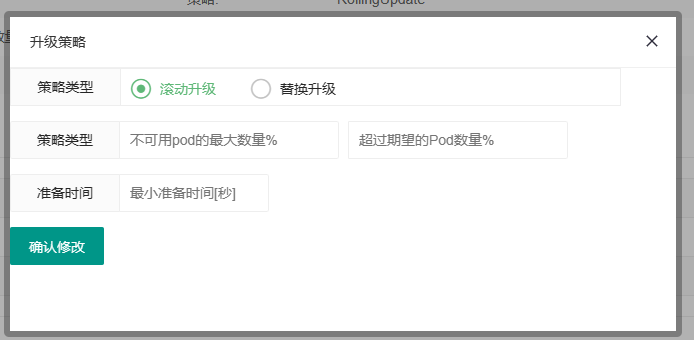 策略: RollingUpdate
升级策略
策略类型 滚动升级 替换升级
策略类型 不可用pod的最大数量% 超过期望的Pod数量%
准备时间 最小准备时间[秒]
确认修改